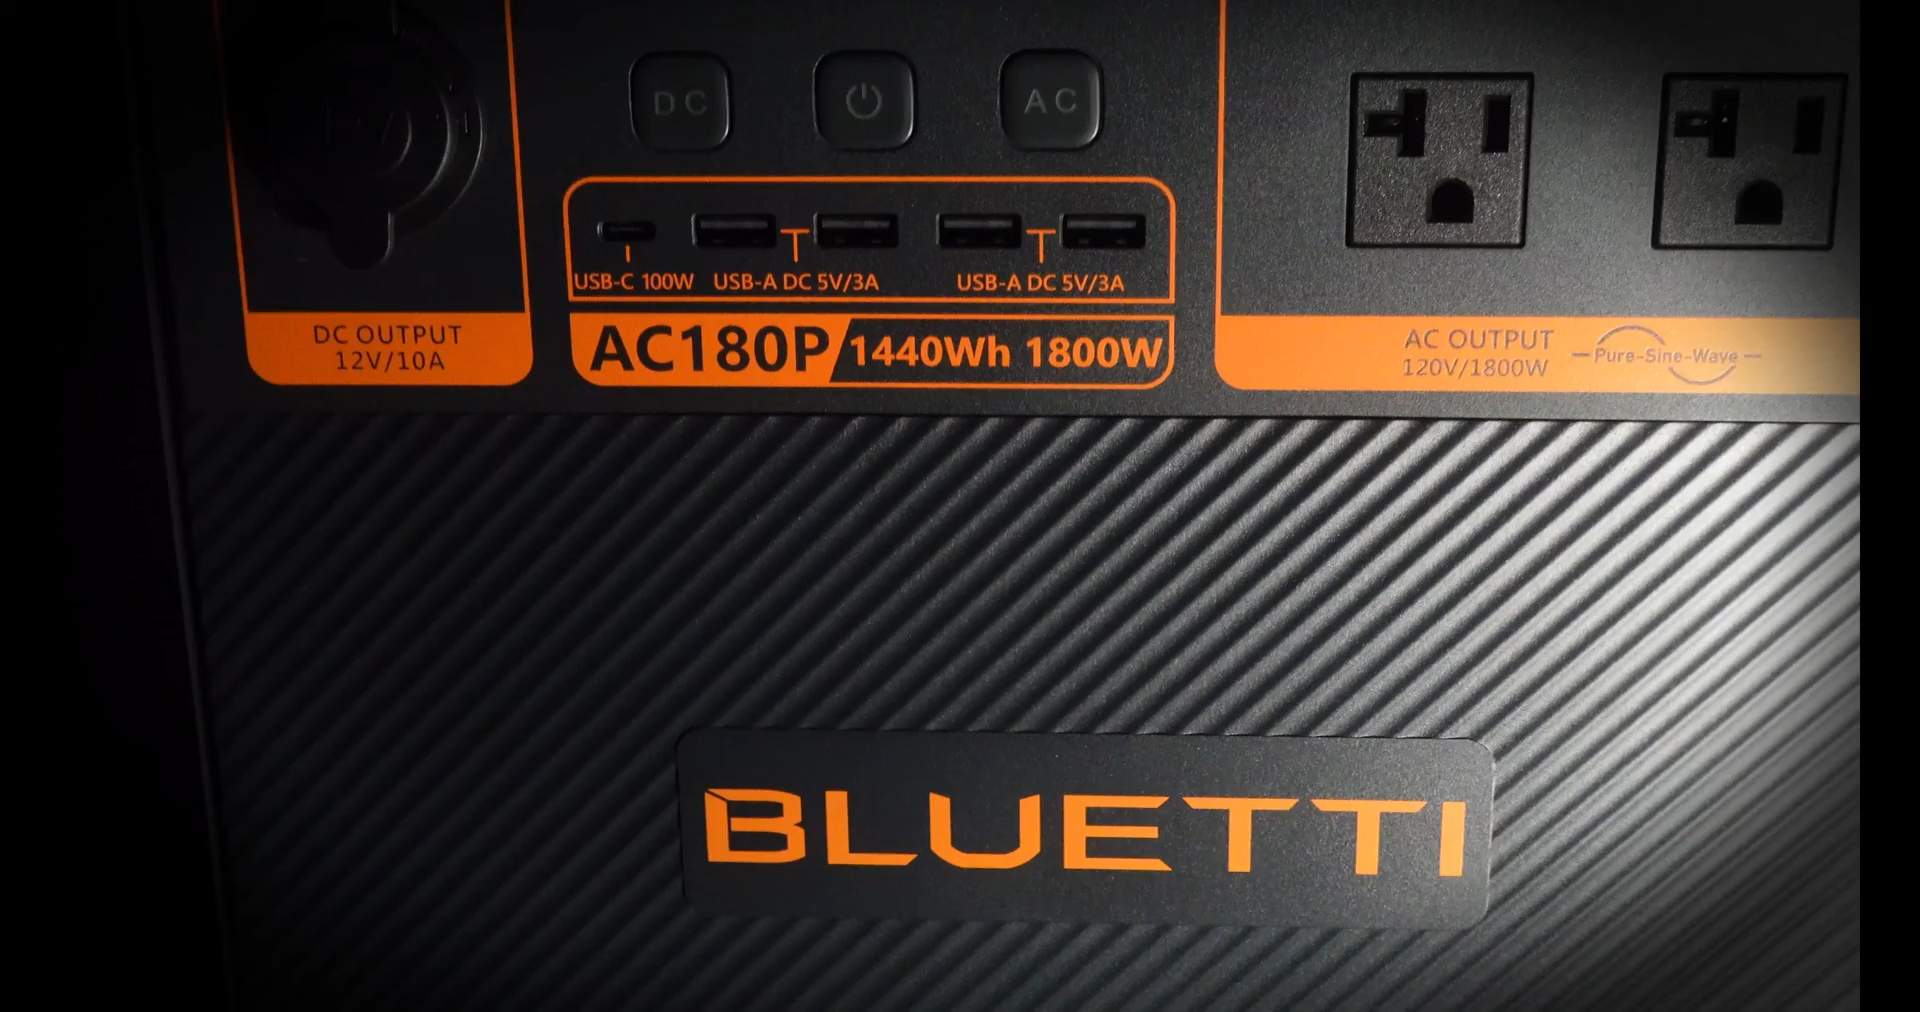 DC
AC
USB-C 100W
USB-A DC 5V/3A
USB-A DC 5V/3A
DC OUTPUT
12V/10A
AC180P
1440Wh 1800W
AC OUTPUT
120V/1800W
Pure-Sine-Wave
BLUETTI